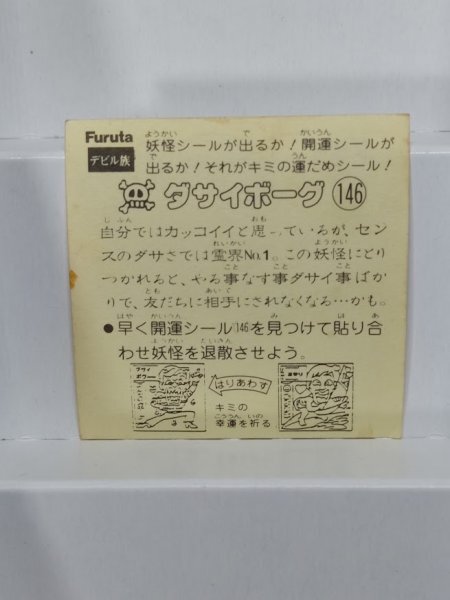 Furuta
デビル族
妖怪シールが出るか!開運シールが
出るか!それがキミの運だめシール!
ダサイボーグ 146
自分ではカッコイイと思っているが、セン
スのダサさでは霊界No.1。この妖怪にとり
つかれると、やる事なす事ダサイ事ばか
りで、友だちに相手にされなくなる…かも。
●早く開運シール146を見つけて貼り合
わせ妖怪を退散させよう。
はりあわす
キミの
幸運を祈る